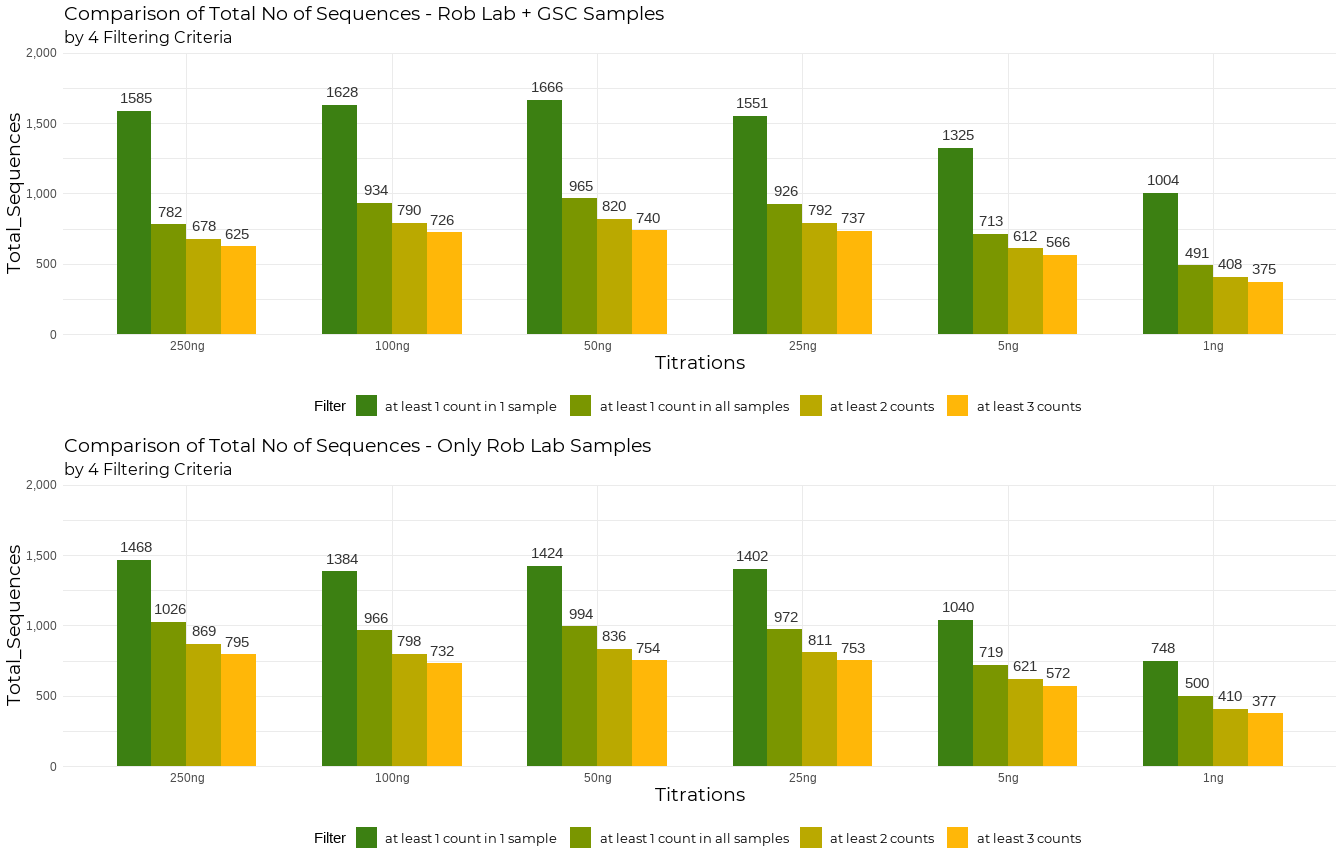 Comparison of Total No of Sequences - Rob Lab + GSC Samples
by 4 Filtering Criteria
Total_Sequences
2,000
1,500
1,000
500
0
1585
782
678
625
1628
934
790
726
1666
965
820
740
1551
926
792
737
1325
713
612
566
1004
491
408
375
250ng
100ng
50ng
25ng
5ng
1ng
Titrations
Filter
at least 1 count in 1 sample
at least 1 count in all samples
at least 2 counts
at least 3 counts
Comparison of Total No of Sequences - Only Rob Lab Samples
by 4 Filtering Criteria
Total_Sequences
2,000
1,500
1,000
500
0
1468
1026
869
795
1384
966
798
732
1424
994
836
754
1402
972
811
753
1040
719
621
572
748
500
410
377
250ng
100ng
50ng
25ng
5ng
1ng
Titrations
Filter
at least 1 count in 1 sample
at least 1 count in all samples
at least 2 counts
at least 3 counts